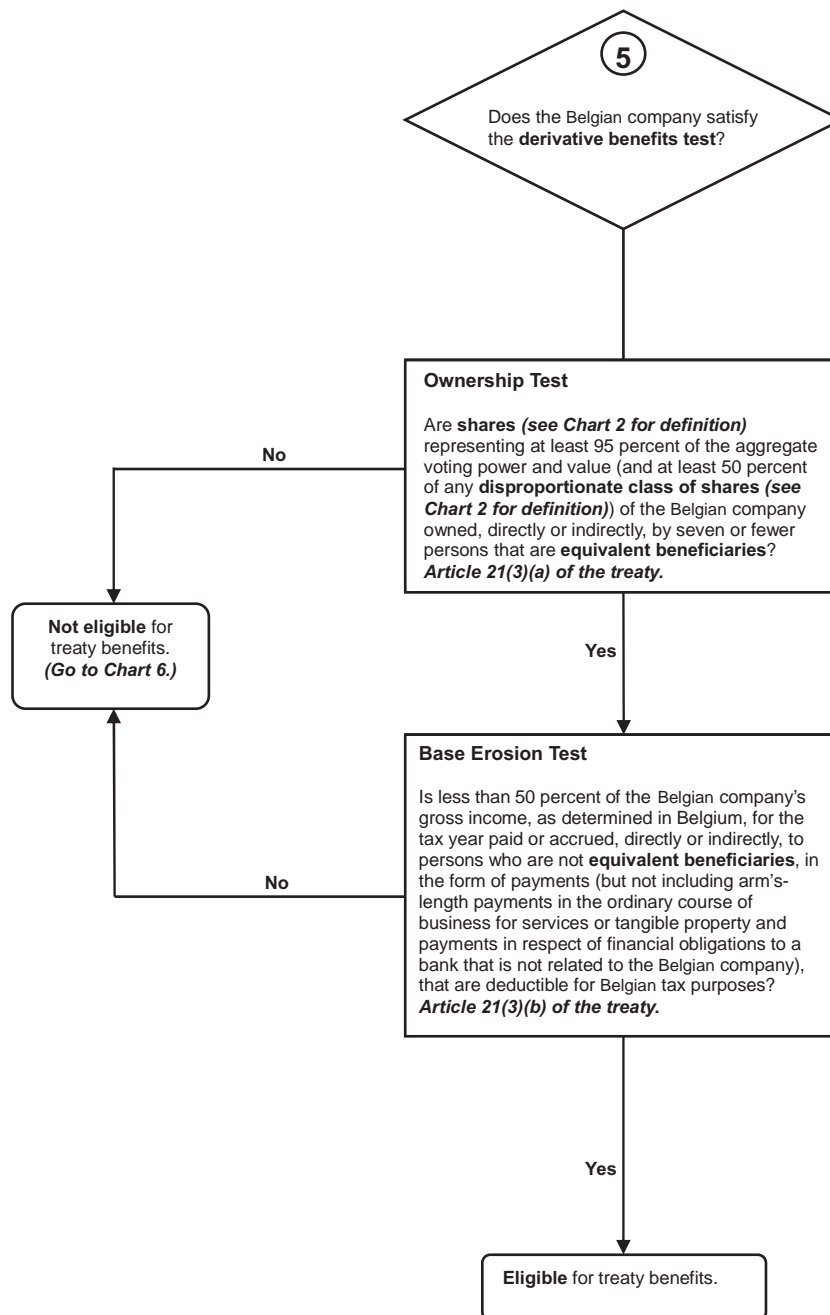 5
Does the Belgian company satisfy
the derivative benefits test?
Ownership Test
Are shares (see Chart 2 for definition)
representing at least 95 percent of the aggregate
voting power and value (and at least 50 percent
of any disproportionate class of shares (see
Chart 2 for definition)) of the Belgian company
owned, directly or indirectly, by seven or fewer
persons that are equivalent beneficiaries?
Article 21(3)(a) of the treaty.
No
Not eligible for
treaty benefits.
(Go to Chart 6.)
Yes
Base Erosion Test
Is less than 50 percent of the Belgian company's
gross income, as determined in Belgium, for the
tax year paid or accrued, directly or indirectly, to
persons who are not equivalent beneficiaries, in
the form of payments (but not including arm's-
length payments in the ordinary course of
business for services or tangible property and
payments in respect of financial obligations to a
bank that is not related to the Belgian company),
that are deductible for Belgian tax purposes?
Article 21(3)(b) of the treaty.
No
Yes
Eligible for treaty benefits.